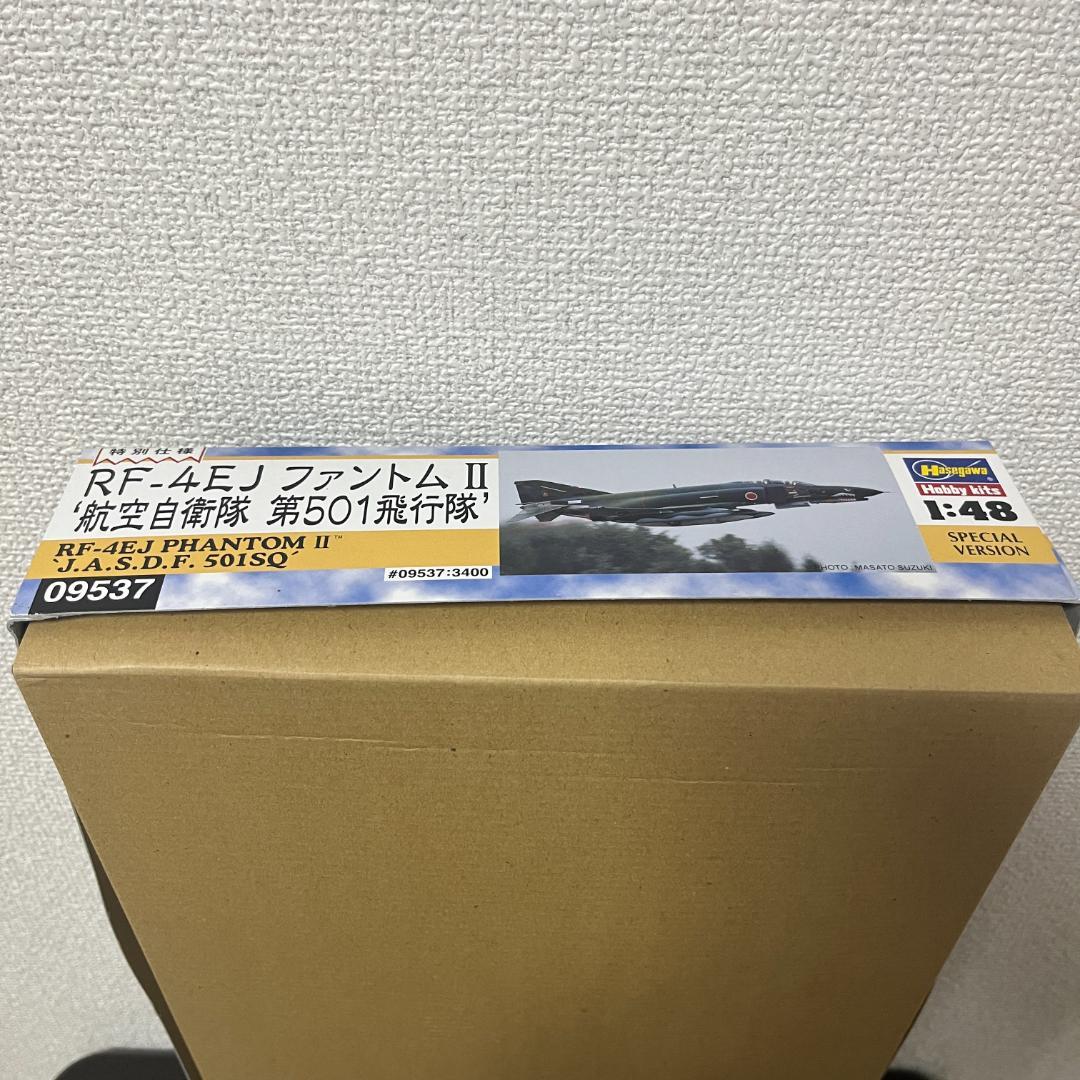 特別仕様
RF-4EJ ファントムⅡ
‘航空自衛隊 第501飛行隊’
RF-4EJ PHANTOM Ⅱ™
‘J.A.S.D.F. 501SQ’
#09537:3400
09537
PHOTO : MASATO SUZUKI
Hasegawa
Hobby kits
1:48
SPECIAL
VERSION